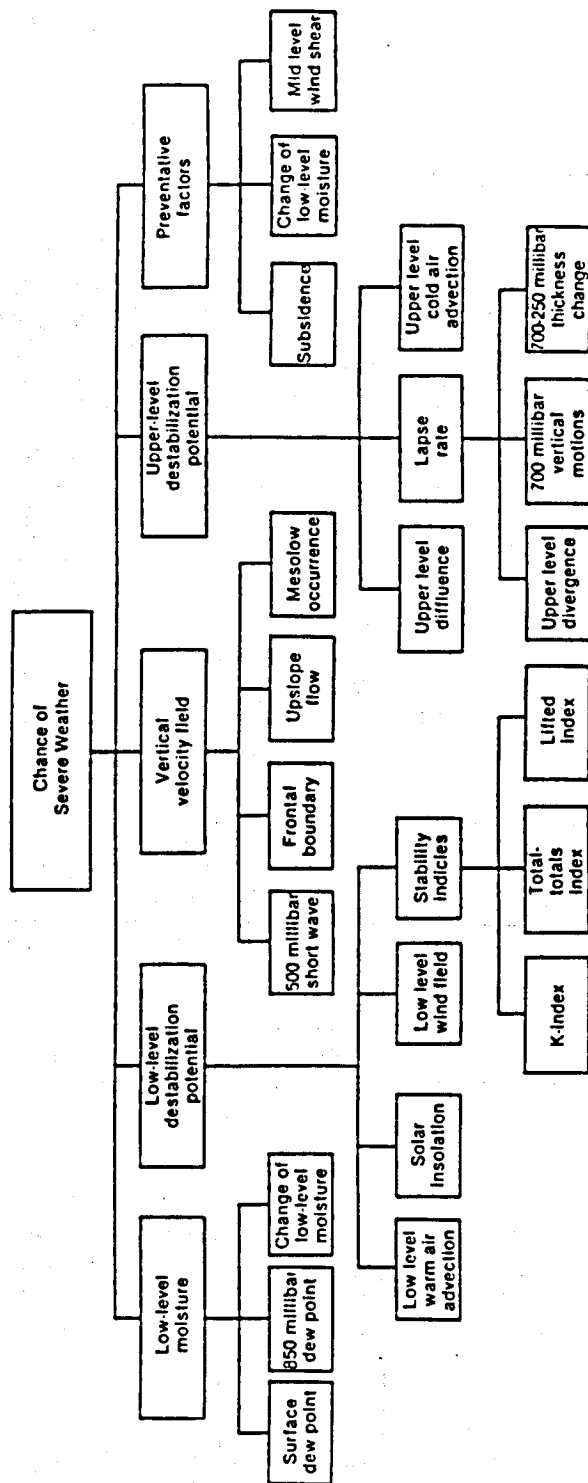 Chance of
Severe Weather
Low-level
moisture
Low-level
destabilization
potential
Vertical
velocity field
Upper-level
destabilization
potential
Preventative
factors
Surface
dew point
850 millibar
dew point
Change of
low-level
moisture
500 millibar
short wave
Frontal
boundary
Upslope
flow
Mesolow
occurrence
Subsidence
Change of
low-level
moisture
Mid level
wind shear
Low level
warm air
advection
Solar
Insolation
Low level
wind field
Stability
Indicies
Upper level
diffluence
Lapse
rate
Upper level
cold air
advection
K-Index
Total-
totals
Index
Lifted
Index
Upper level
divergence
700 millibar
vertical
motions
700-250 millibar
thickness
change